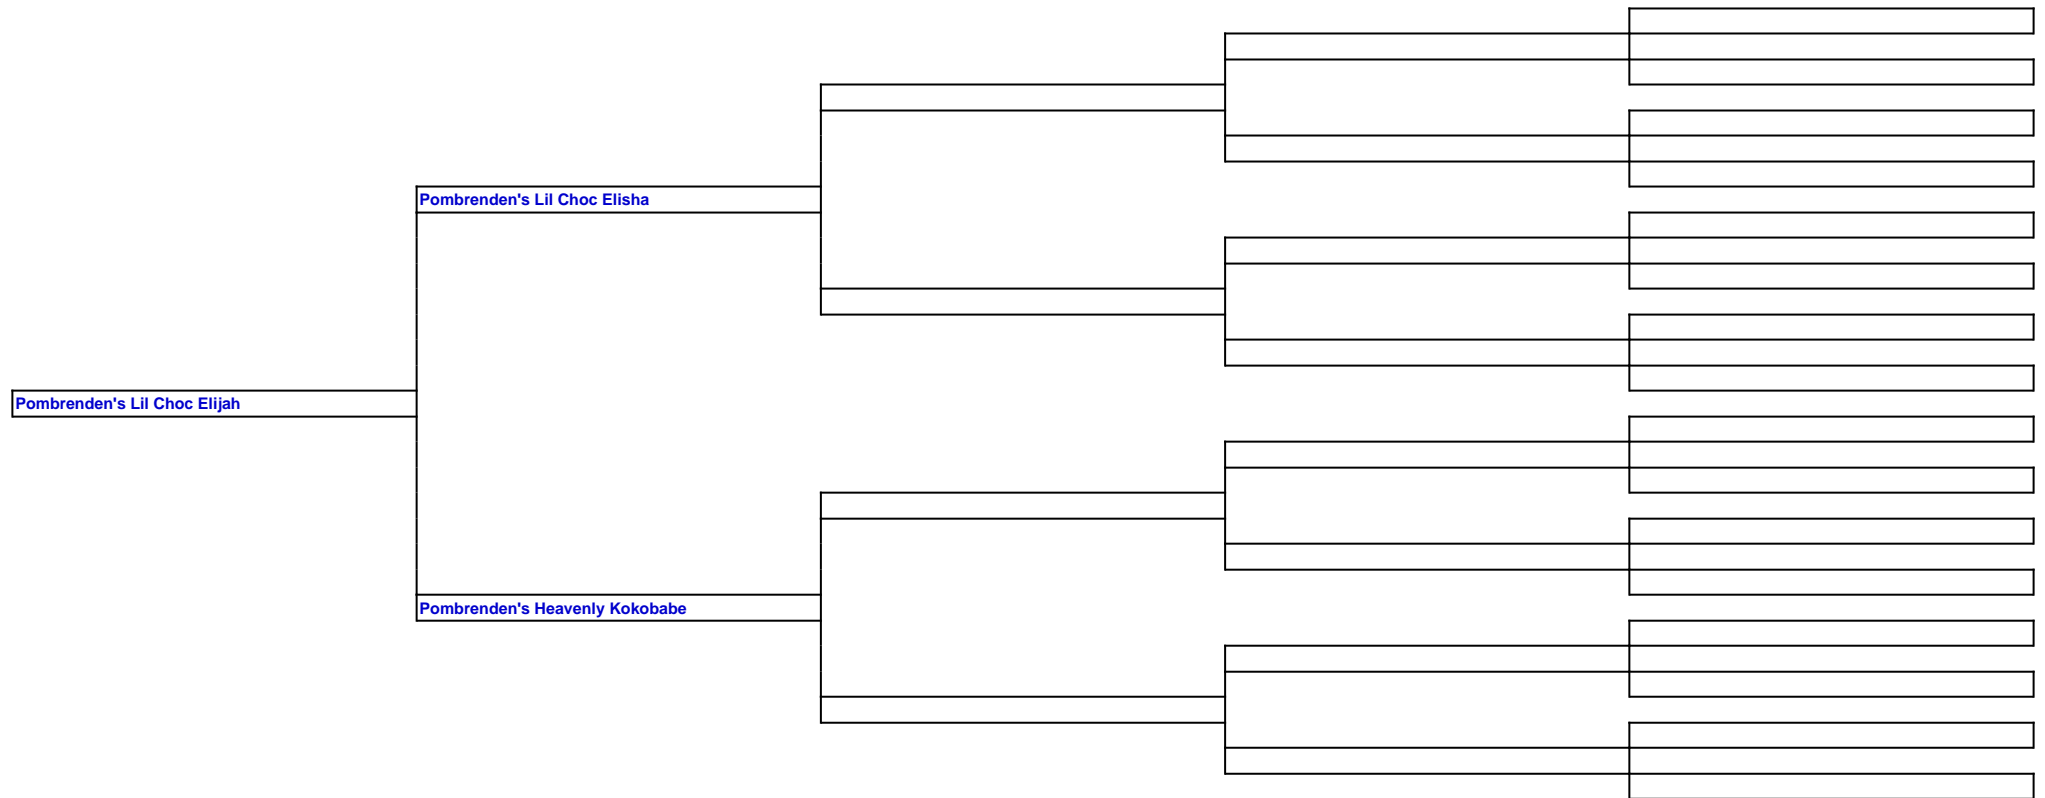 Pombrenden's Lil Choc Elisha
Pombrenden's Lil Choc Elijah
Pombrenden's Heavenly Kokobabe